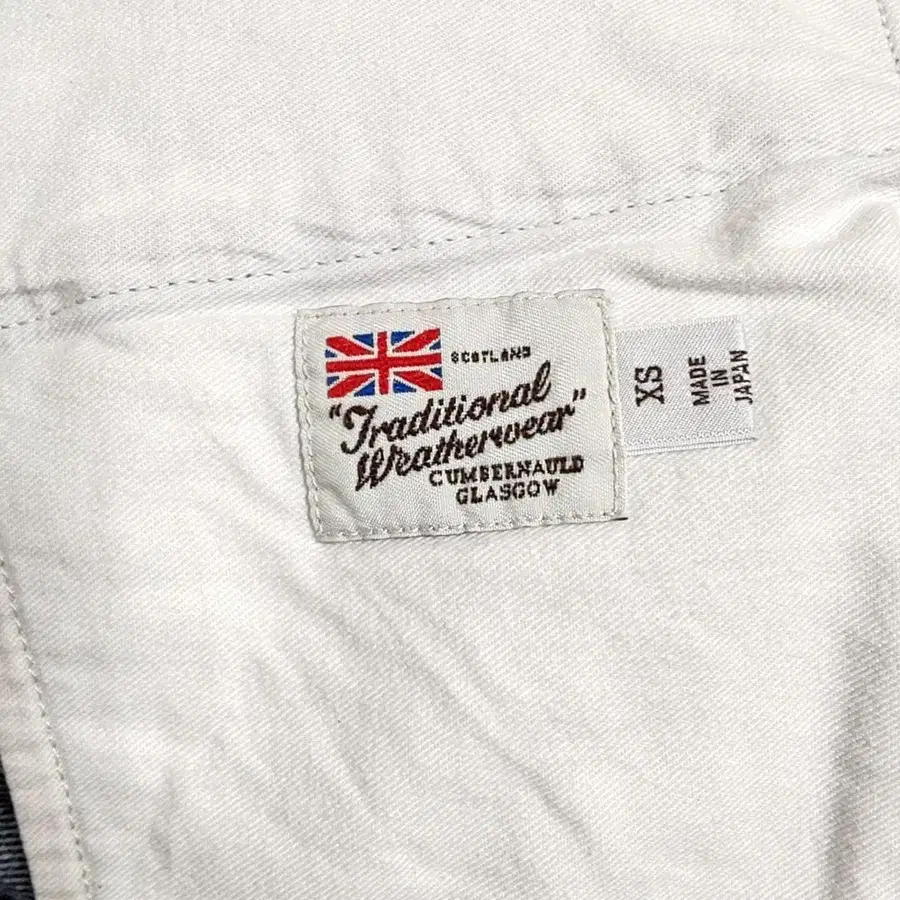 SCOTLAND
"Traditional
Weatherwear"
CUMBERNAULD
GLASGOW
XS
MADE
IN
JAPAN